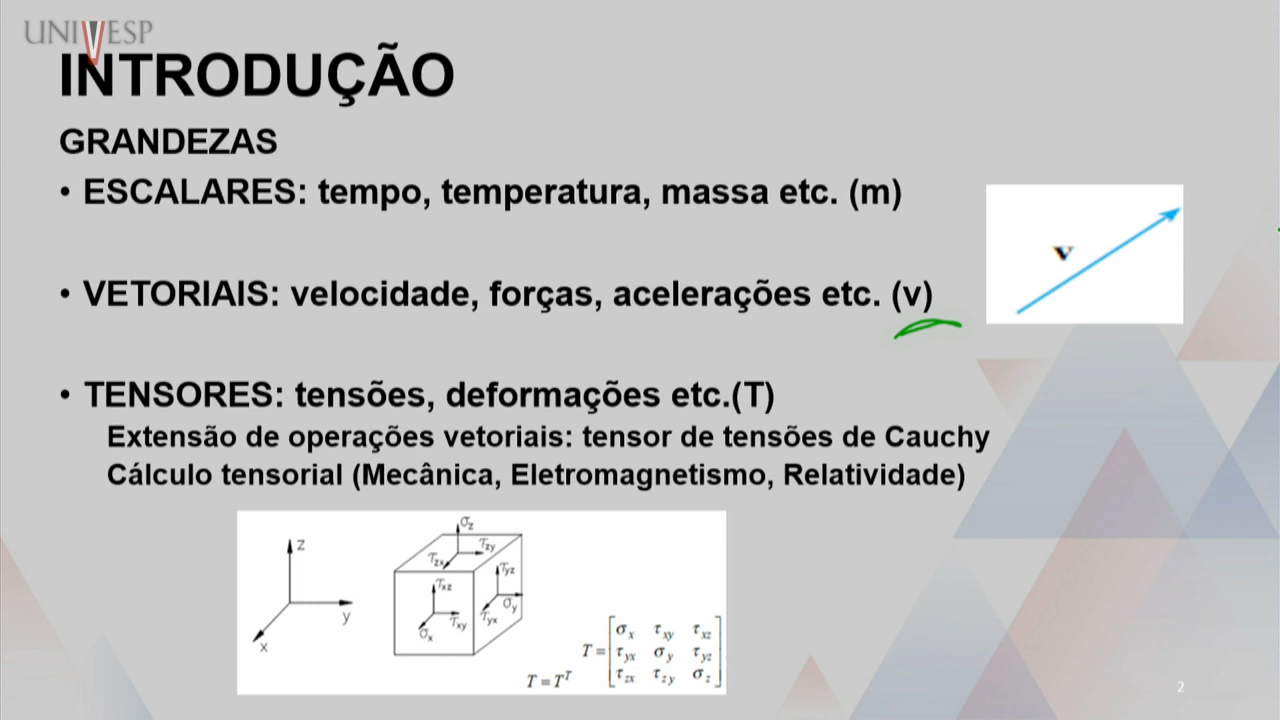 UNIVESP
INTRODUÇÃO
GRANDEZAS
• ESCALARES: tempo, temperatura, massa etc. (m)
• VETORIAIS: velocidade, forças, acelerações etc. (v)
v
• TENSORES: tensões, deformações etc.(T)
Extensão de operações vetoriais: tensor de tensões de Cauchy
Cálculo tensorial (Mecânica, Eletromagnetismo, Relatividade)
z
y
x
σz
τzy
τzx
τxz
τxy
σx
τyz
σy
τyx
T = T^T
T = [σx τxy τxz
τyx σy τyz
τzx τzy σz]
2